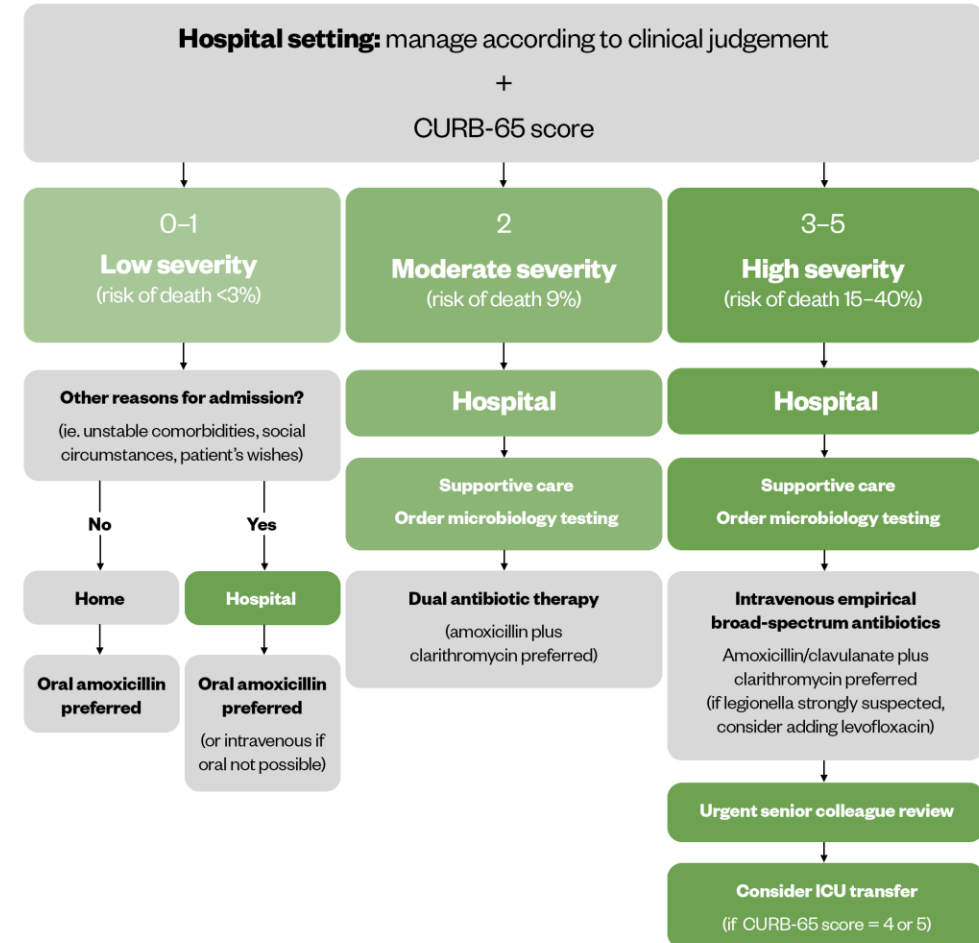 Hospital setting: manage according to clinical judgement
+
CURB-65 score
0–1
Low severity
(risk of death <3%)
2
Moderate severity
(risk of death 9%)
3–5
High severity
(risk of death 15–40%)
Other reasons for admission?
(ie. unstable comorbidities, social
circumstances, patient's wishes)
No
Yes
Home
Hospital
Oral amoxicillin
preferred
Oral amoxicillin
preferred
(or intravenous if
oral not possible)
Hospital
Supportive care
Order microbiology testing
Dual antibiotic therapy
(amoxicillin plus
clarithromycin preferred)
Hospital
Supportive care
Order microbiology testing
Intravenous empirical
broad-spectrum antibiotics
Amoxicillin/clavulanate plus
clarithromycin preferred
(if legionella strongly suspected,
consider adding levofloxacin)
Urgent senior colleague review
Consider ICU transfer
(if CURB-65 score = 4 or 5)